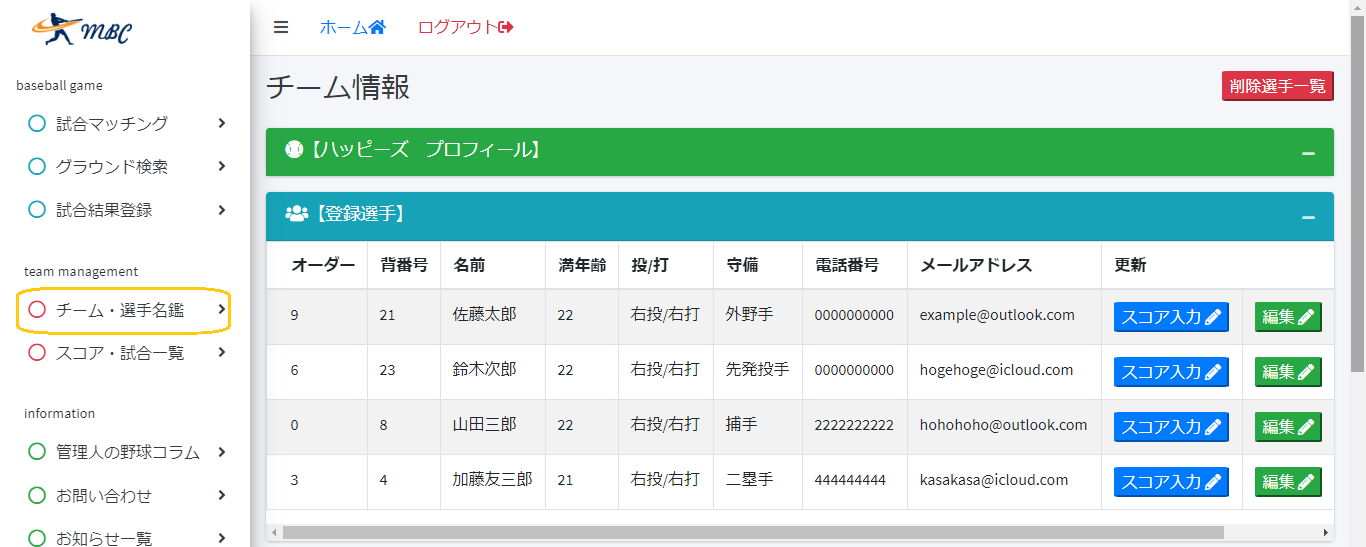 MBC
ホーム ログアウト
baseball game
試合マッチング
グラウンド検索
試合結果登録
team management
チーム・選手名鑑
スコア・試合一覧
information
管理人の野球コラム
お問い合わせ
お知らせ一覧
チーム情報
削除選手一覧
【ハッピーズ　プロフィール】
【登録選手】
オーダー 背番号 名前 満年齢 投/打 守備 電話番号 メールアドレス 更新
9 21 佐藤太郎 22 右投/右打 外野手 0000000000 example@outlook.com スコア入力 編集
6 23 鈴木次郎 22 右投/右打 先発投手 0000000000 hogehoge@icloud.com スコア入力 編集
0 8 山田三郎 22 右投/右打 捕手 2222222222 hohohoho@outlook.com スコア入力 編集
3 4 加藤友三郎 21 右投/右打 二塁手 444444444 kasakasa@icloud.com スコア入力 編集